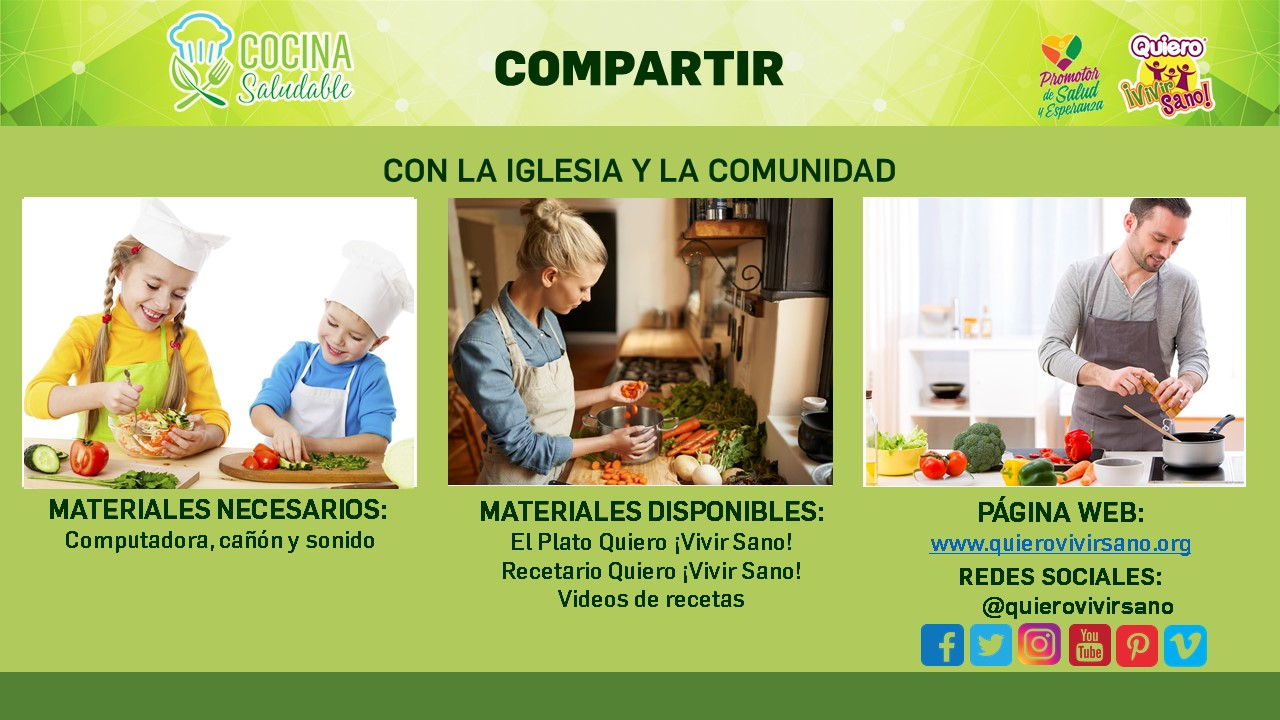 COCINA
Saludable
COMPARTIR
Promotor
de Salud
y Esperanza
Quiero
¡Vivir
Sano!
CON LA IGLESIA Y LA COMUNIDAD
MATERIALES NECESARIOS:
Computadora, cañón y sonido
MATERIALES DISPONIBLES:
El Plato Quiero ¡Vivir Sano!
Recetario Quiero ¡Vivir Sano!
Videos de recetas
PÁGINA WEB:
www.quierovivirsano.org
REDES SOCIALES:
@quierovivirsano
You
Tube